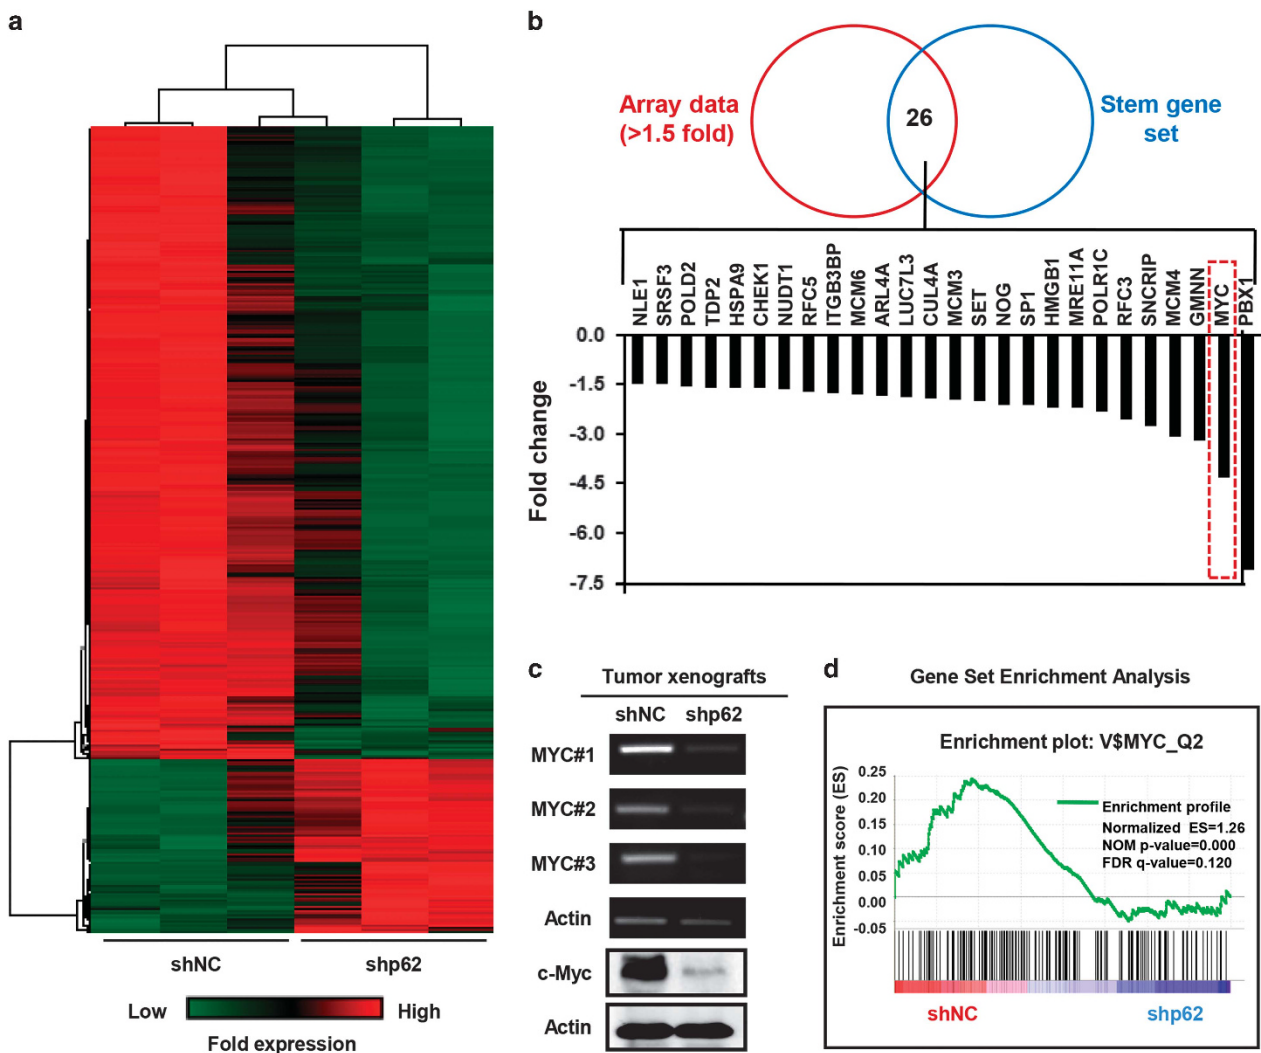 a
shNC
shp62
Low
High
Fold expression
b
Array data
(>1.5 fold)
26
Stem gene
set
NLE1
SRSF3
POLD2
TDP2
HSPA9
CHEK1
NUDT1
RFC5
ITGB3BP
MCM6
ARL4A
LUC7L3
CUL4A
MCM3
SET
NOG
SP1
HMGB1
MRE11A
POLR1C
RFC3
SNCRIP
MCM4
GMNN
MYC
PBX1
Fold change
0.0
-1.5
-3.0
-4.5
-6.0
-7.5
c
Tumor xenografts
shNC shp62
MYC#1
MYC#2
MYC#3
Actin
c-Myc
Actin
d
Gene Set Enrichment Analysis
Enrichment plot: V$MYC_Q2
Enrichment score (ES)
0.25
0.20
0.15
0.10
0.05
0.00
-0.05
Enrichment profile
Normalized ES=1.26
NOM p-value=0.000
FDR q-value=0.120
shNC
shp62